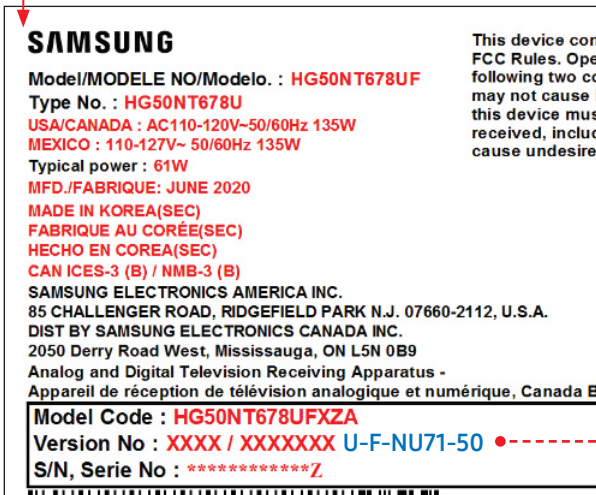 SAMSUNG
Model/MODELE NO/Modelo. : HG50NT678UF
Type No. : HG50NT678U
USA/CANADA : AC110-120V~50/60Hz 135W
MEXICO : 110-127V~ 50/60Hz 135W
Typical power : 61W
MFD./FABRIQUE: JUNE 2020
MADE IN KOREA(SEC)
FABRIQUE AU CORÉE(SEC)
HECHO EN COREA(SEC)
CAN ICES-3 (B) / NMB-3 (B)
SAMSUNG ELECTRONICS AMERICA INC.
85 CHALLENGER ROAD, RIDGEFIELD PARK N.J. 07660-2112, U.S.A.
DIST BY SAMSUNG ELECTRONICS CANADA INC.
2050 Derry Road West, Mississauga, ON L5N 0B9
Analog and Digital Television Receiving Apparatus -
Appareil de réception de télévision analogique et numérique, Canada B
This device con
FCC Rules. Ope
following two co
may not cause
this device mus
received, includ
cause undesire
Model Code : HG50NT678UFXZA
Version No : XXXX / XXXXXXX U-F-NU71-50
S/N, Serie No : ************Z